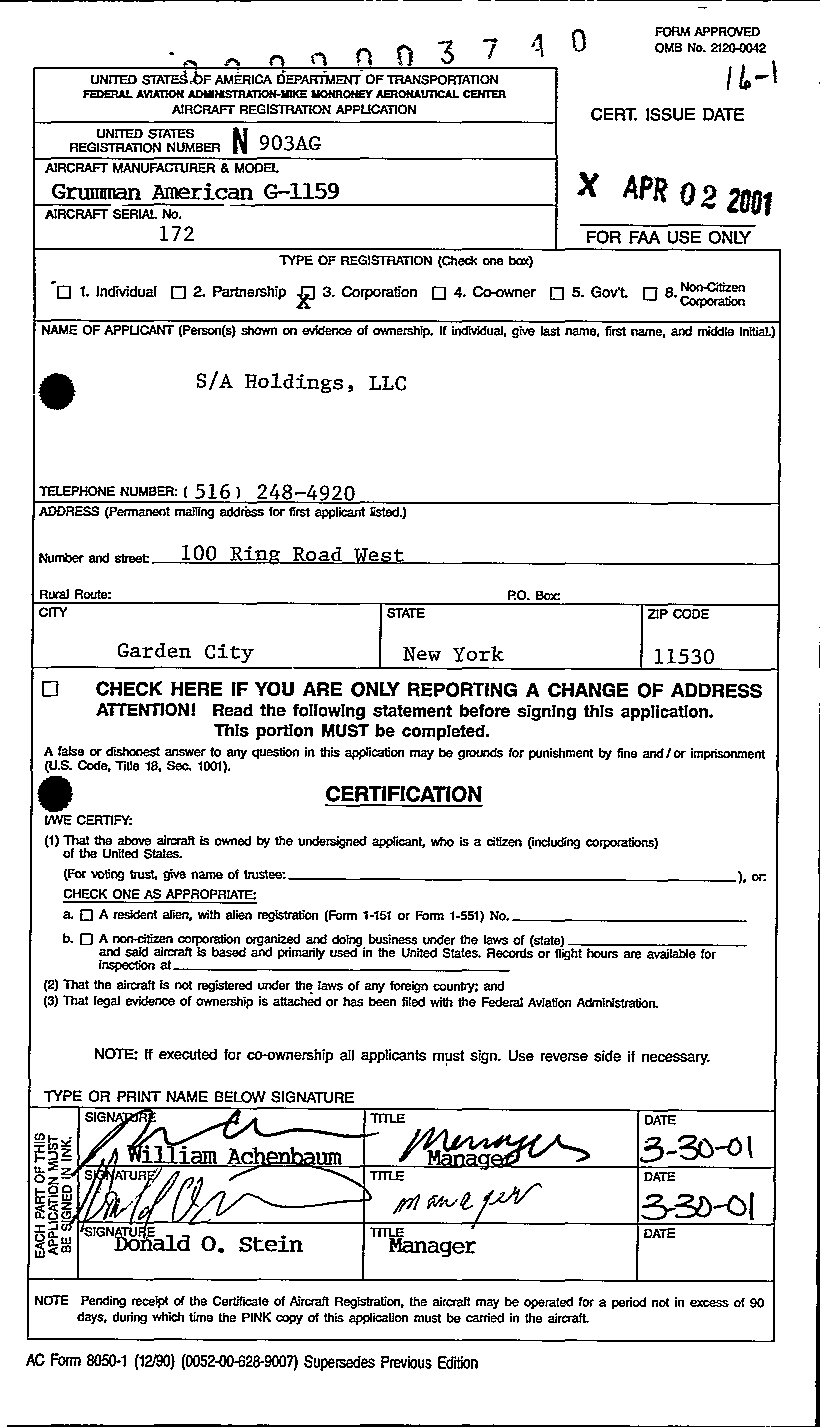 FORM APPROVED
OMB No. 2120-0042
0 0 0 0 0 0 3 7 4 0
16-1
UNITED STATES OF AMERICA DEPARTMENT OF TRANSPORTATION
FEDERAL AVIATION ADMINISTRATION-MIKE MONRONEY AERONAUTICAL CENTER
AIRCRAFT REGISTRATION APPLICATION
CERT. ISSUE DATE
UNITED STATES
REGISTRATION NUMBER N 903AG
AIRCRAFT MANUFACTURER & MODEL
Grumman American G-1159
X APR 02 2001
AIRCRAFT SERIAL No.
172
FOR FAA USE ONLY
TYPE OF REGISTRATION (Check one box)
☐ 1. Individual ☐ 2. Partnership ☒ 3. Corporation ☐ 4. Co-owner ☐ 5. Gov't. ☐ 8. Non-Citizen Corporation
NAME OF APPLICANT (Person(s) shown on evidence of ownership. If individual, give last name, first name, and middle initial.)
S/A Holdings, LLC
TELEPHONE NUMBER: (516) 248-4920
ADDRESS (Permanent mailing address for first applicant listed.)
Number and street: 100 Ring Road West
Rural Route: P.O. Box:
CITY STATE ZIP CODE
Garden City New York 11530
☐ CHECK HERE IF YOU ARE ONLY REPORTING A CHANGE OF ADDRESS
ATTENTION! Read the following statement before signing this application.
This portion MUST be completed.
A false or dishonest answer to any question in this application may be grounds for punishment by fine and/or imprisonment
(U.S. Code, Title 18, Sec. 1001).
CERTIFICATION
I/WE CERTIFY:
(1) That the above aircraft is owned by the undersigned applicant, who is a citizen (including corporations)
of the United States.
(For voting trust, give name of trustee: ), or:
CHECK ONE AS APPROPRIATE:
a. ☐ A resident alien, with alien registration (Form 1-151 or Form 1-551) No.
b. ☐ A non-citizen corporation organized and doing business under the laws of (state)
and said aircraft is based and primarily used in the United States. Records or flight hours are available for
inspection at
(2) That the aircraft is not registered under the laws of any foreign country; and
(3) That legal evidence of ownership is attached or has been filed with the Federal Aviation Administration.
NOTE: If executed for co-ownership all applicants must sign. Use reverse side if necessary.
TYPE OR PRINT NAME BELOW SIGNATURE
EACH PART OF THIS
APPLICATION MUST
BE SIGNED IN INK.
SIGNATURE TITLE DATE
Manager 3-30-01
William Achenbaum Manager
SIGNATURE TITLE DATE
manager 3-30-01
SIGNATURE TITLE DATE
Donald O. Stein Manager
NOTE Pending receipt of the Certificate of Aircraft Registration, the aircraft may be operated for a period not in excess of 90
days, during which time the PINK copy of this application must be carried in the aircraft.
AC Form 8050-1 (12/90) (0052-00-628-9007) Supersedes Previous Edition